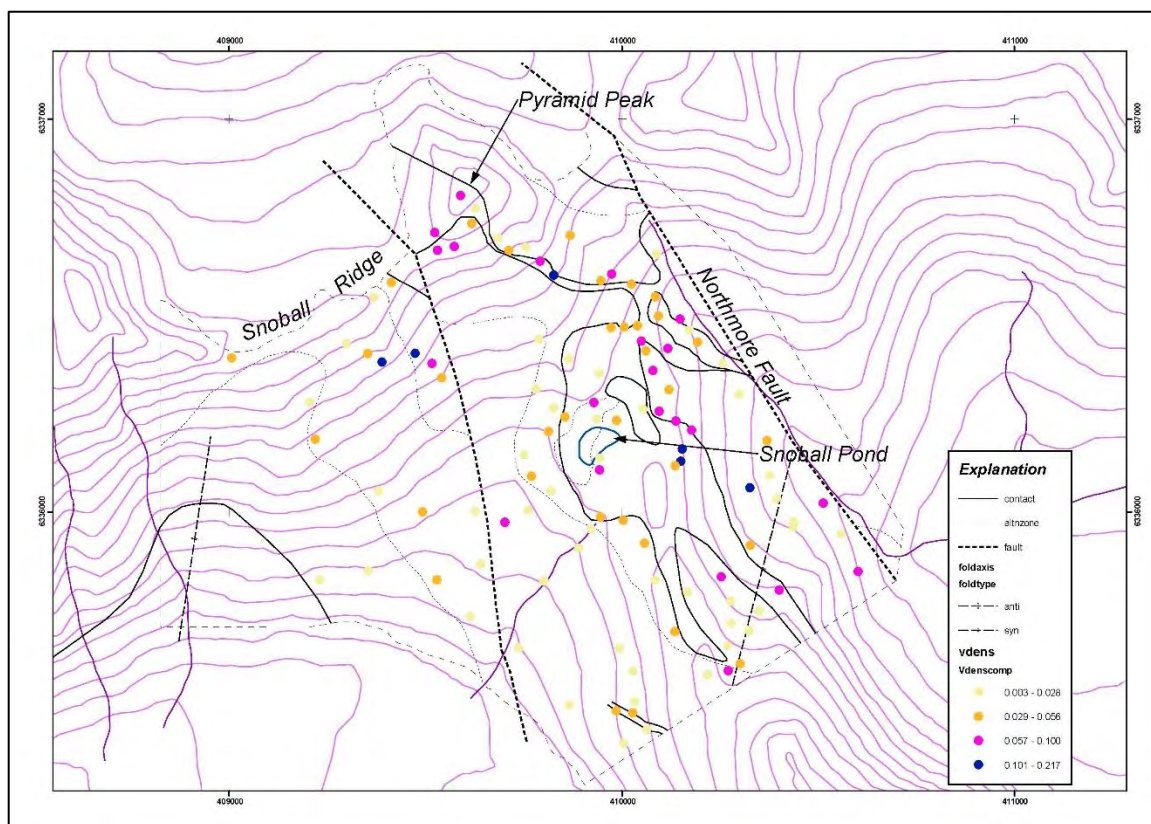 409000
410000
411000
6337000
6337000
Pyramid Peak
Snoball Ridge
Northmore Fault
Snoball Pond
6336000
6336000
Explanation
contact
altnzone
fault
foldaxis
foldtype
anti
syn
vdens
Vdenscomp
0.003 - 0.028
0.029 - 0.056
0.057 - 0.100
0.101 - 0.217
409000
410000
411000